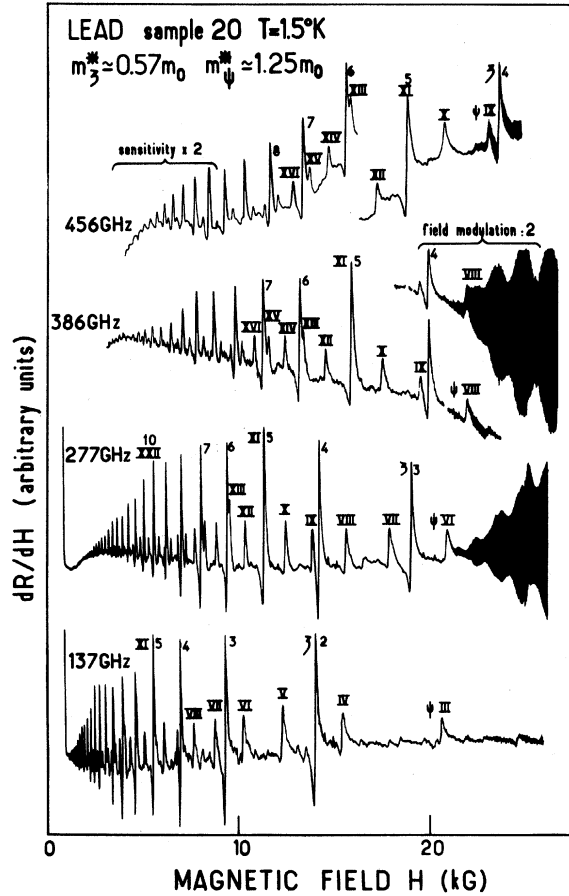 LEAD sample 20 T=1.5°K
m*ʒ ≃0.57m₀ m*ψ ≃1.25m₀
sensitivity x 2
8 XVI 7 XV XIV 6 XIII XII XI 5 X ψ IX ʒ 4
456GHz
field modulation : 2
386GHz
XVI 7 XV XIV 6 XIII XII XI 5 X IX 4 VIII
ψ VIII
277GHz
10 XXII 7 6 XIII XII XI 5 X IX 4 VIII VII ʒ 3 ψ VI
137GHz
XI 5 4 VIII VII 3 VI V ʒ 2 IV ψ III
dR/dH (arbitrary units)
0 10 20
MAGNETIC FIELD H (kG)